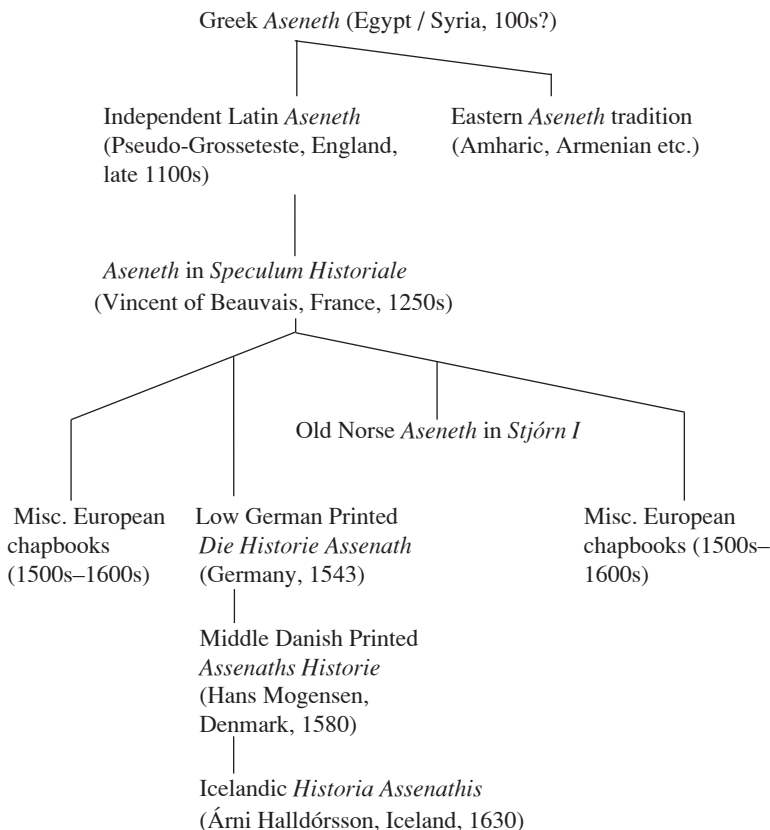 Greek Aseneth (Egypt / Syria, 100s?)
Independent Latin Aseneth
(Pseudo-Grosseteste, England,
late 1100s)
Eastern Aseneth tradition
(Amharic, Armenian etc.)
Aseneth in Speculum Historiale
(Vincent of Beauvais, France, 1250s)
Old Norse Aseneth in Stjórn I
Misc. European
chapbooks
(1500s–1600s)
Low German Printed
Die Historie Assenath
(Germany, 1543)
Misc. European
chapbooks (1500s–
1600s)
Middle Danish Printed
Assenaths Historie
(Hans Mogensen,
Denmark, 1580)
Icelandic Historia Assenathis
(Árni Halldórsson, Iceland, 1630)